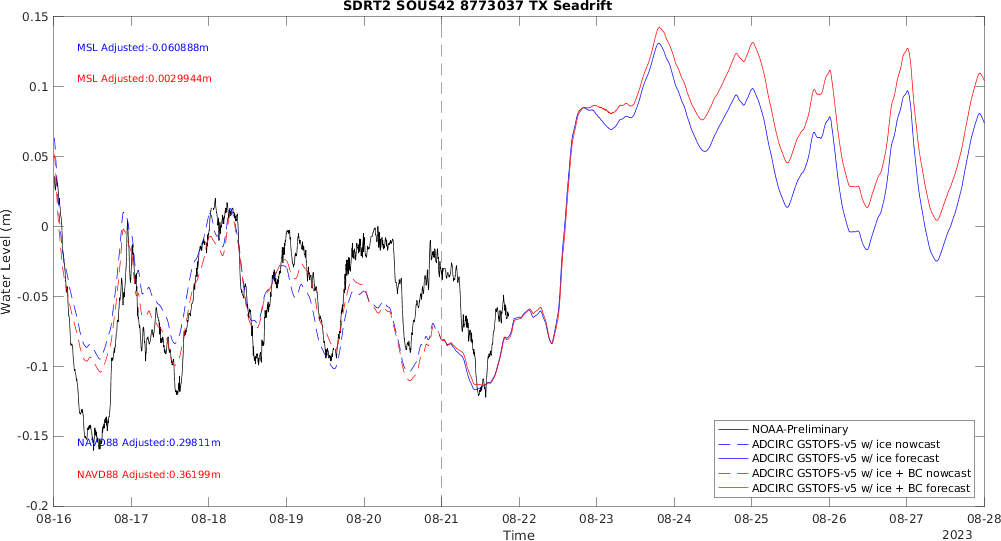 SDRT2 SOUS42 8773037 TX Seadrift
0.15
0.1
0.05
0
-0.05
-0.1
-0.15
-0.2
Water Level (m)
MSL Adjusted:-0.060888m
MSL Adjusted:0.0029944m
NAVD88 Adjusted:0.29811m
NAVD88 Adjusted:0.36199m
NOAA-Preliminary
ADCIRC GSTOFS-v5 w/ ice nowcast
ADCIRC GSTOFS-v5 w/ ice forecast
ADCIRC GSTOFS-v5 w/ ice + BC nowcast
ADCIRC GSTOFS-v5 w/ ice + BC forecast
08-16 08-17 08-18 08-19 08-20 08-21 08-22 08-23 08-24 08-25 08-26 08-27 08-28
Time
2023